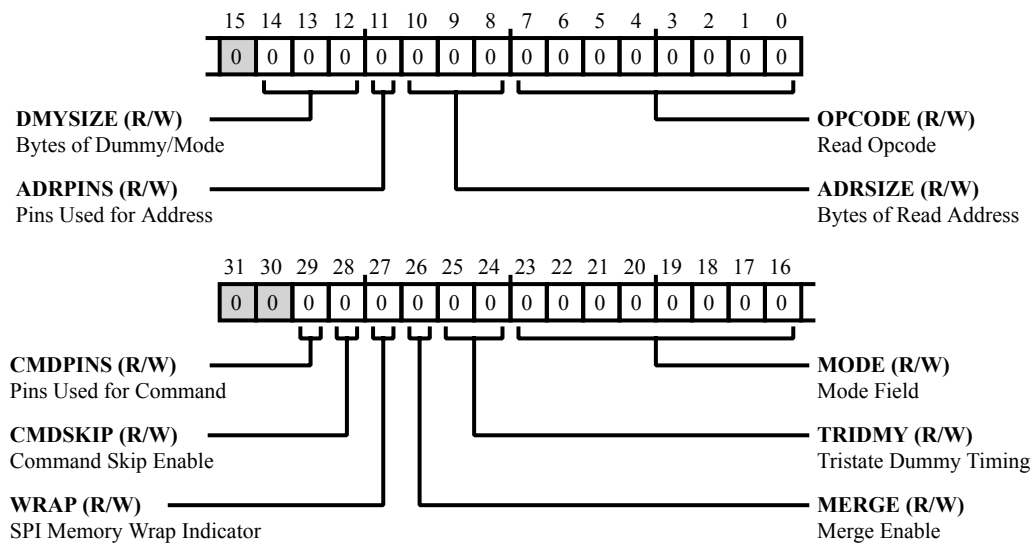 15 14 13 12 11 10 9 8 7 6 5 4 3 2 1 0
0 0 0 0 0 0 0 0 0 0 0 0 0 0 0 0
DMYSIZE (R/W)
Bytes of Dummy/Mode
OPCODE (R/W)
Read Opcode
ADRPINS (R/W)
Pins Used for Address
ADRSIZE (R/W)
Bytes of Read Address
31 30 29 28 27 26 25 24 23 22 21 20 19 18 17 16
0 0 0 0 0 0 0 0 0 0 0 0 0 0 0 0
CMDPINS (R/W)
Pins Used for Command
MODE (R/W)
Mode Field
CMDSKIP (R/W)
Command Skip Enable
TRIDMY (R/W)
Tristate Dummy Timing
WRAP (R/W)
SPI Memory Wrap Indicator
MERGE (R/W)
Merge Enable